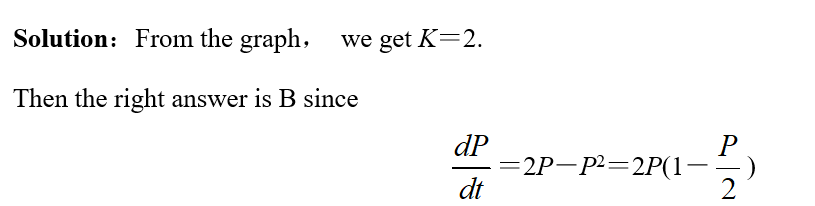 Solution： From the graph， we get K=2.
Then the right answer is B since
dP/dt=2P−P²=2P(1−P/2)